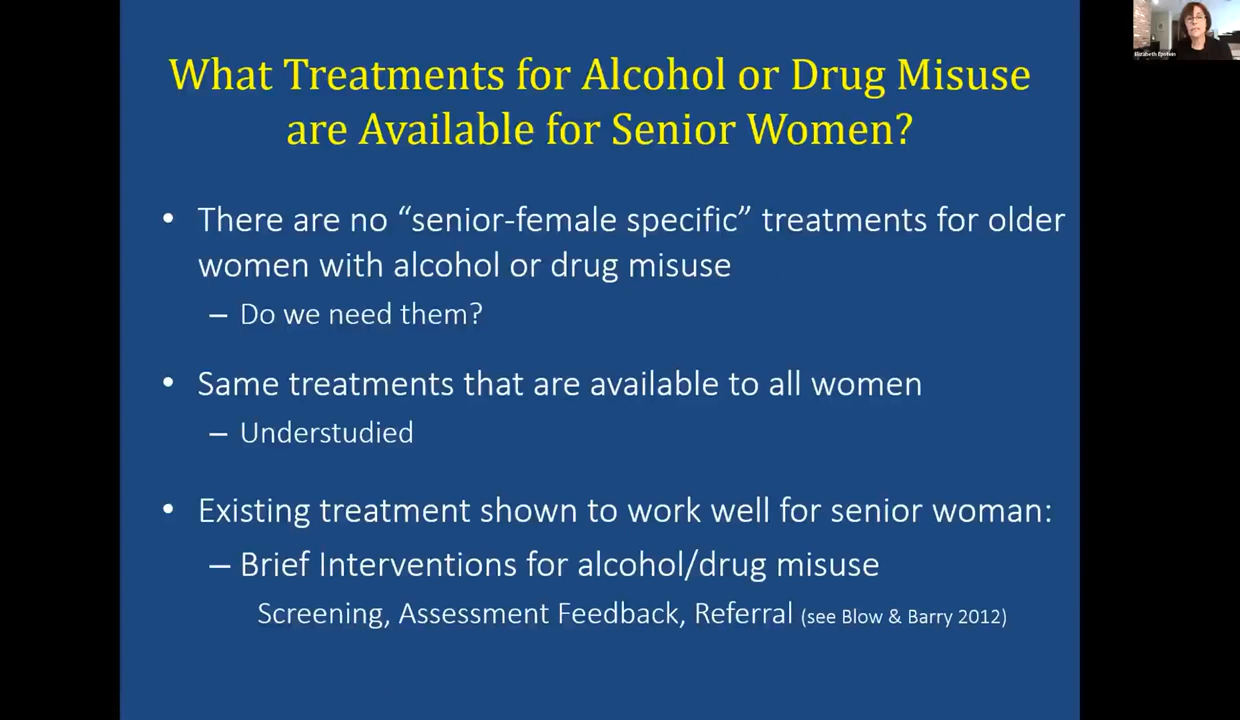 What Treatments for Alcohol or Drug Misuse
are Available for Senior Women?
• There are no “senior-female specific” treatments for older
women with alcohol or drug misuse
– Do we need them?
• Same treatments that are available to all women
– Understudied
• Existing treatment shown to work well for senior woman:
– Brief Interventions for alcohol/drug misuse
Screening, Assessment Feedback, Referral (see Blow & Barry 2012)
Elizabeth Epstein